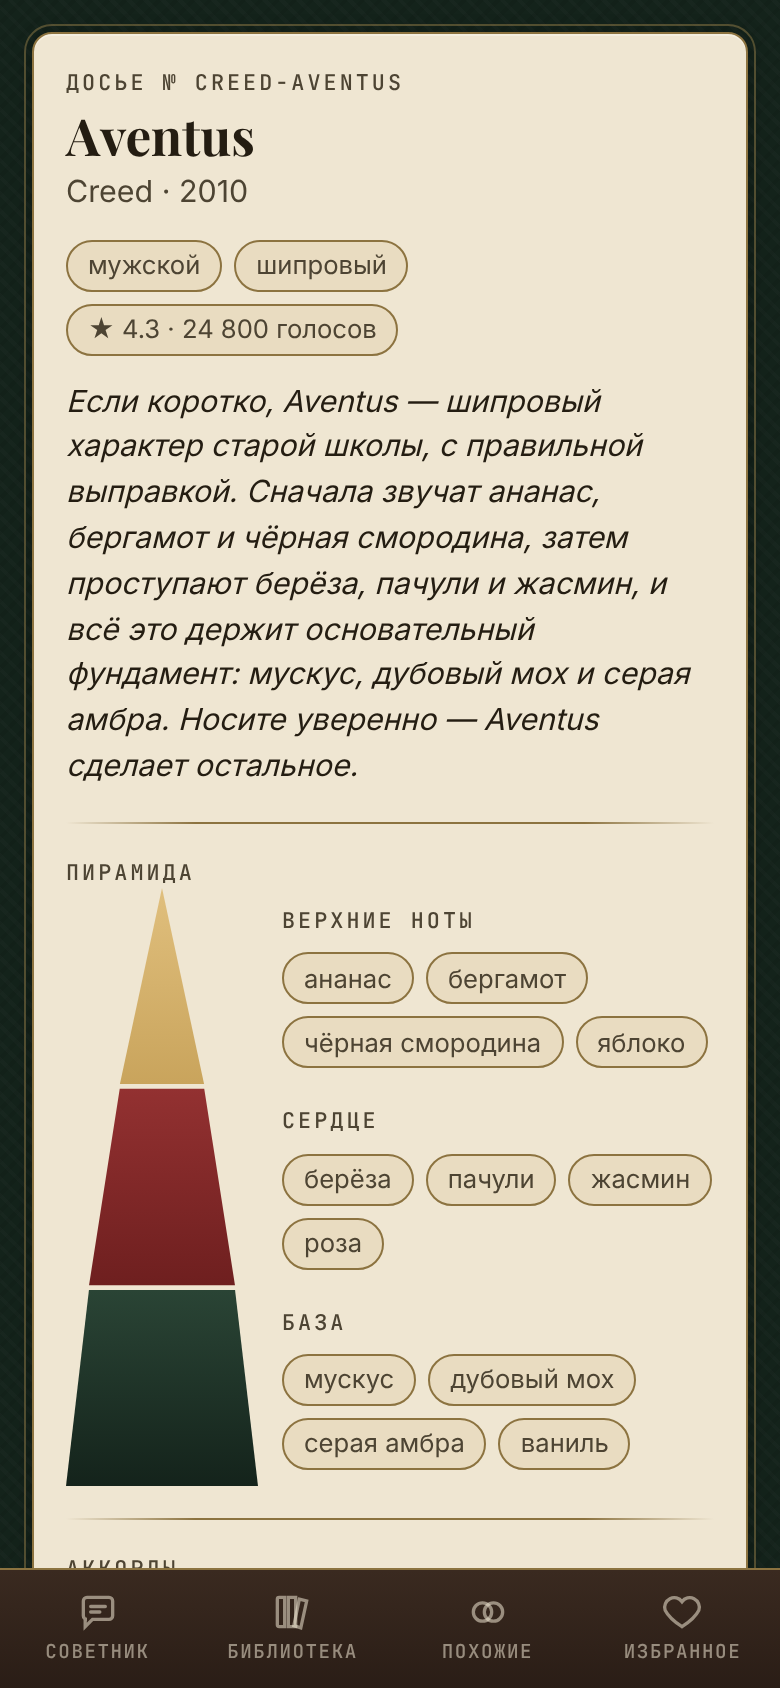 ДОСЬЕ № CREED-AVENTUS
Aventus
Creed · 2010
мужской шипровый
★ 4.3 · 24 800 голосов
Если коротко, Aventus — шипровый
характер старой школы, с правильной
выправкой. Сначала звучат ананас,
бергамот и чёрная смородина, затем
проступают берёза, пачули и жасмин, и
всё это держит основательный
фундамент: мускус, дубовый мох и серая
амбра. Носите уверенно — Aventus
сделает остальное.
ПИРАМИДА
ВЕРХНИЕ НОТЫ
ананас бергамот
чёрная смородина яблоко
СЕРДЦЕ
берёза пачули жасмин
роза
БАЗА
мускус дубовый мох
серая амбра ваниль
АККОРДЫ
СОВЕТНИК БИБЛИОТЕКА ПОХОЖИЕ ИЗБРАННОЕ